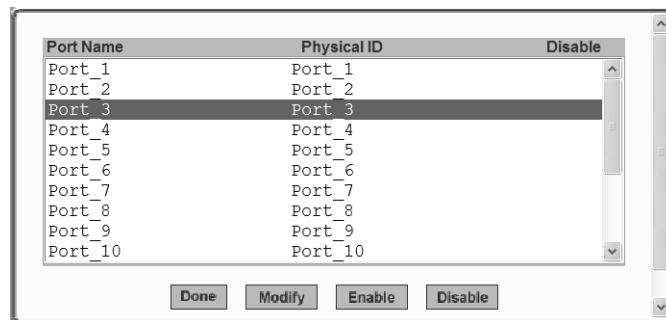 Port Name Physical ID Disable
Port_1 Port_1
Port_2 Port_2
Port_3 Port_3
Port_4 Port_4
Port_5 Port_5
Port_6 Port_6
Port_7 Port_7
Port_8 Port_8
Port_9 Port_9
Port_10 Port_10
Done Modify Enable Disable